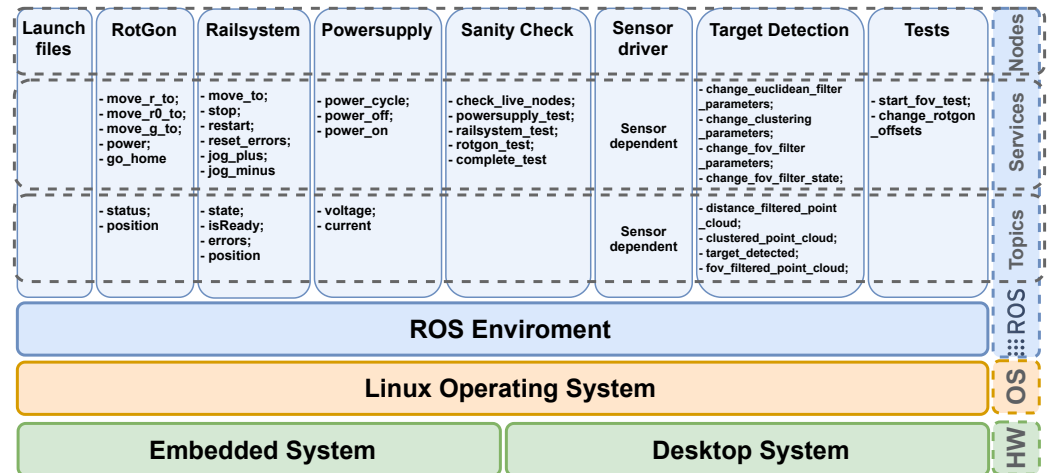 Launch
files
RotGon
Railsystem
Powersupply
Sanity Check
Sensor
driver
Target Detection
Tests
Nodes
- move_r_to;
- move_r0_to;
- move_g_to;
- power;
- go_home
- move_to;
- stop;
- restart;
- reset_errors;
- jog_plus;
- jog_minus
- power_cycle;
- power_off;
- power_on
- check_live_nodes;
- powersupply_test;
- railsystem_test;
- rotgon_test;
- complete_test
Sensor
dependent
- change_euclidean_filter
_parameters;
- change_clustering
_parameters;
- change_fov_filter
_parameters;
- change_fov_filter_state;
- start_fov_test;
- change_rotgon
_offsets
Services
- status;
- position
- state;
- isReady;
- errors;
- position
- voltage;
- current
Sensor
dependent
- distance_filtered_point
_cloud;
- clustered_point_cloud;
- target_detected;
- fov_filtered_point_cloud;
Topics
ROS Enviroment
ROS
Linux Operating System
OS
Embedded System
Desktop System
HW